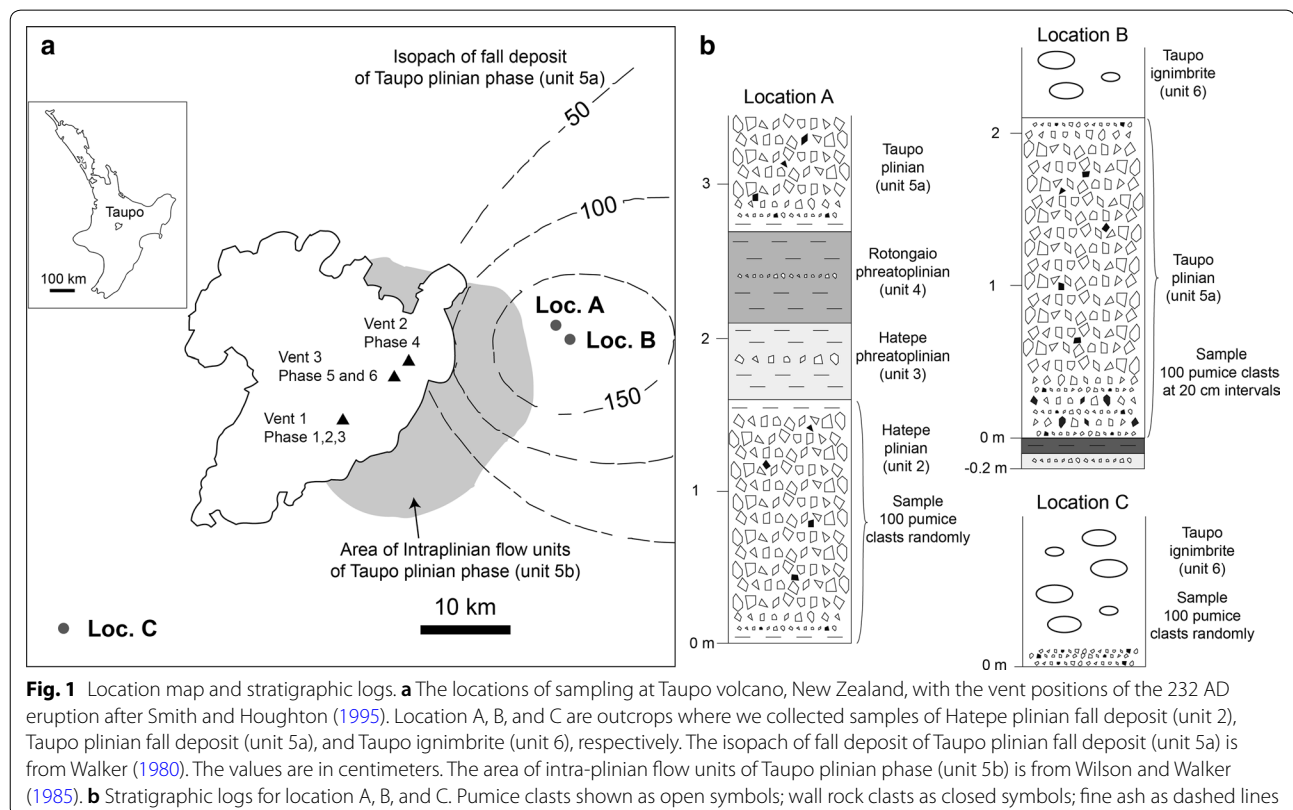 a
Isopach of fall deposit
of Taupo plinian phase (unit 5a)
50
100
150
Taupo
100 km
Loc. A
Loc. B
Vent 2
Phase 4
Vent 3
Phase 5 and 6
Vent 1
Phase 1,2,3
Area of Intraplinian flow units
of Taupo plinian phase (unit 5b)
10 km
Loc. C
b
Location A
3
2
1
0 m
Taupo
plinian
(unit 5a)
Rotongaio
phreatoplinian
(unit 4)
Hatepe
phreatoplinian
(unit 3)
Hatepe
plinian
(unit 2)
Sample
100 pumice
clasts randomly
Location B
2
1
0 m
-0.2 m
Taupo
ignimbrite
(unit 6)
Taupo
plinian
(unit 5a)
Sample
100 pumice clasts
at 20 cm intervals
Location C
0 m
Taupo
ignimbrite
(unit 6)
Sample
100 pumice
clasts randomly
Fig. 1 Location map and stratigraphic logs. a The locations of sampling at Taupo volcano, New Zealand, with the vent positions of the 232 AD
eruption after Smith and Houghton (1995). Location A, B, and C are outcrops where we collected samples of Hatepe plinian fall deposit (unit 2),
Taupo plinian fall deposit (unit 5a), and Taupo ignimbrite (unit 6), respectively. The isopach of fall deposit of Taupo plinian fall deposit (unit 5a) is
from Walker (1980). The values are in centimeters. The area of intra-plinian flow units of Taupo plinian phase (unit 5b) is from Wilson and Walker
(1985). b Stratigraphic logs for location A, B, and C. Pumice clasts shown as open symbols; wall rock clasts as closed symbols; fine ash as dashed lines